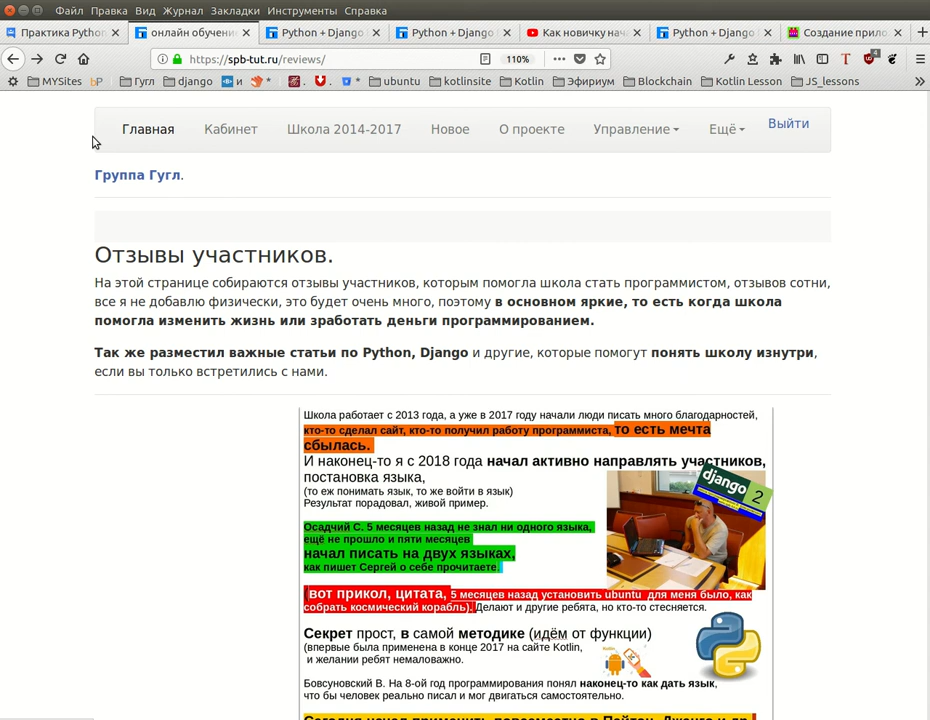 Файл Правка Вид Журнал Закладки Инструменты Справка
Практика Python онлайн обучени Python + Django Python + Django Как новичку нач Python + Django Создание прило
https://spb-tut.ru/reviews/ 110%
MYSites bP Гугл django и ubuntu kotlinsite Kotlin Эфириум Blockchain Kotlin Lesson JS_lessons
Главная Кабинет Школа 2014-2017 Новое О проекте Управление Ещё Выйти
Группа Гугл.
Отзывы участников.
На этой странице собираются отзывы участников, которым помогла школа стать программистом, отзывов сотни,
все я не добавлю физически, это будет очень много, поэтому в основном яркие, то есть когда школа
помогла изменить жизнь или зработать деньги программированием.
Так же разместил важные статьи по Python, Django и другие, которые помогут понять школу изнутри,
если вы только встретились с нами.
Школа работает с 2013 года, а уже в 2017 году начали люди писать много благодарностей,
кто-то сделал сайт, кто-то получил работу программиста, то есть мечта
сбылась.
И наконец-то я с 2018 года начал активно направлять участников,
постановка языка,
(то еж понимать язык, то же войти в язык)
Результат порадовал, живой пример.
django 2
Осадчий С. 5 месяцев назад не знал ни одного языка,
ещё не прошло и пяти месяцев
начал писать на двух языках,
как пишет Сергей о себе прочитаете.
(вот прикол, цитата, 5 месяцев назад установить ubuntu для меня было, как
собрать космический корабль). Делают и другие ребята, но кто-то стесняется.
Секрет прост, в самой методике (идём от функции)
(впервые была применена в конце 2017 на сайте Kotlin,
и желании ребят немаловажно.
Kotlin
Бовсуновский В. На 8-ой год программирования понял наконец-то как дать язык,
что бы человек реально писал и мог двигаться самостоятельно.
Сегодня начал применить повсеместно в Пейтон, Джанго и др.